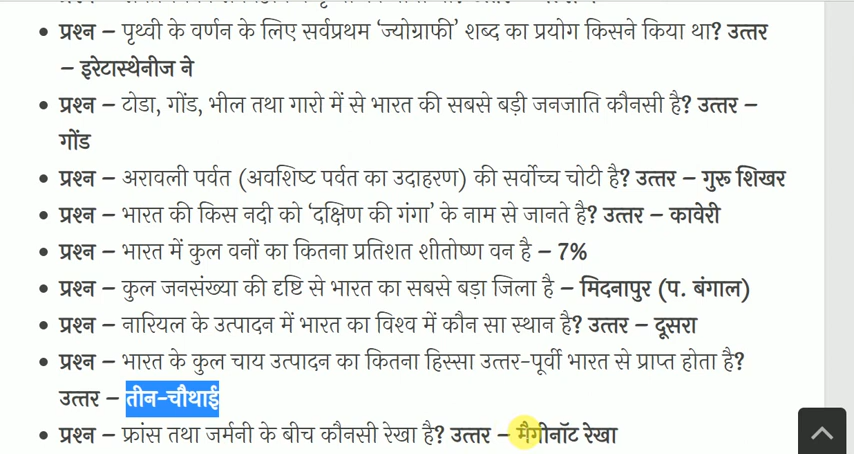 प्रश्न – पृथ्वी के वर्णन के लिए सर्वप्रथम ‘ज्योग्राफी’ शब्द का प्रयोग किसने किया था? उत्तर
– इरेटास्थेनीज ने
प्रश्न – टोडा, गोंड, भील तथा गारो में से भारत की सबसे बड़ी जनजाति कौनसी है? उत्तर –
गोंड
प्रश्न – अरावली पर्वत (अवशिष्ट पर्वत का उदाहरण) की सर्वोच्च चोटी है? उत्तर – गुरू शिखर
प्रश्न – भारत की किस नदी को ‘दक्षिण की गंगा’ के नाम से जानते है? उत्तर – कावेरी
प्रश्न – भारत में कुल वनों का कितना प्रतिशत शीतोष्ण वन है – 7%
प्रश्न – कुल जनसंख्या की दृष्टि से भारत का सबसे बड़ा जिला है – मिदनापुर (प. बंगाल)
प्रश्न – नारियल के उत्पादन में भारत का विश्व में कौन सा स्थान है? उत्तर – दूसरा
प्रश्न – भारत के कुल चाय उत्पादन का कितना हिस्सा उत्तर-पूर्वी भारत से प्राप्त होता है?
उत्तर – तीन-चौथाई
प्रश्न – फ्रांस तथा जर्मनी के बीच कौनसी रेखा है? उत्तर – मैगीनॉट रेखा